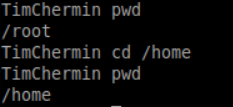 TimChermin pwd
/root
TimChermin cd /home
TimChermin pwd
/home